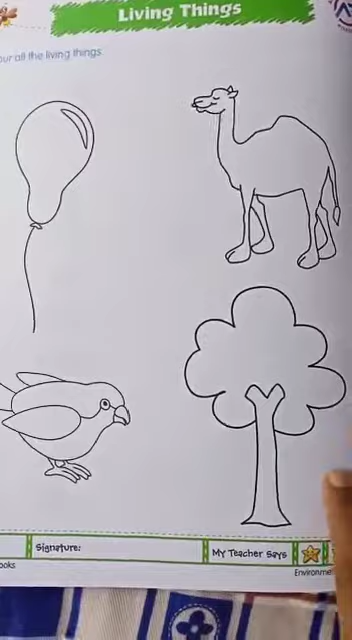 Living Things
our all the living things.
Signature:
My Teacher Says
ooks
Environme